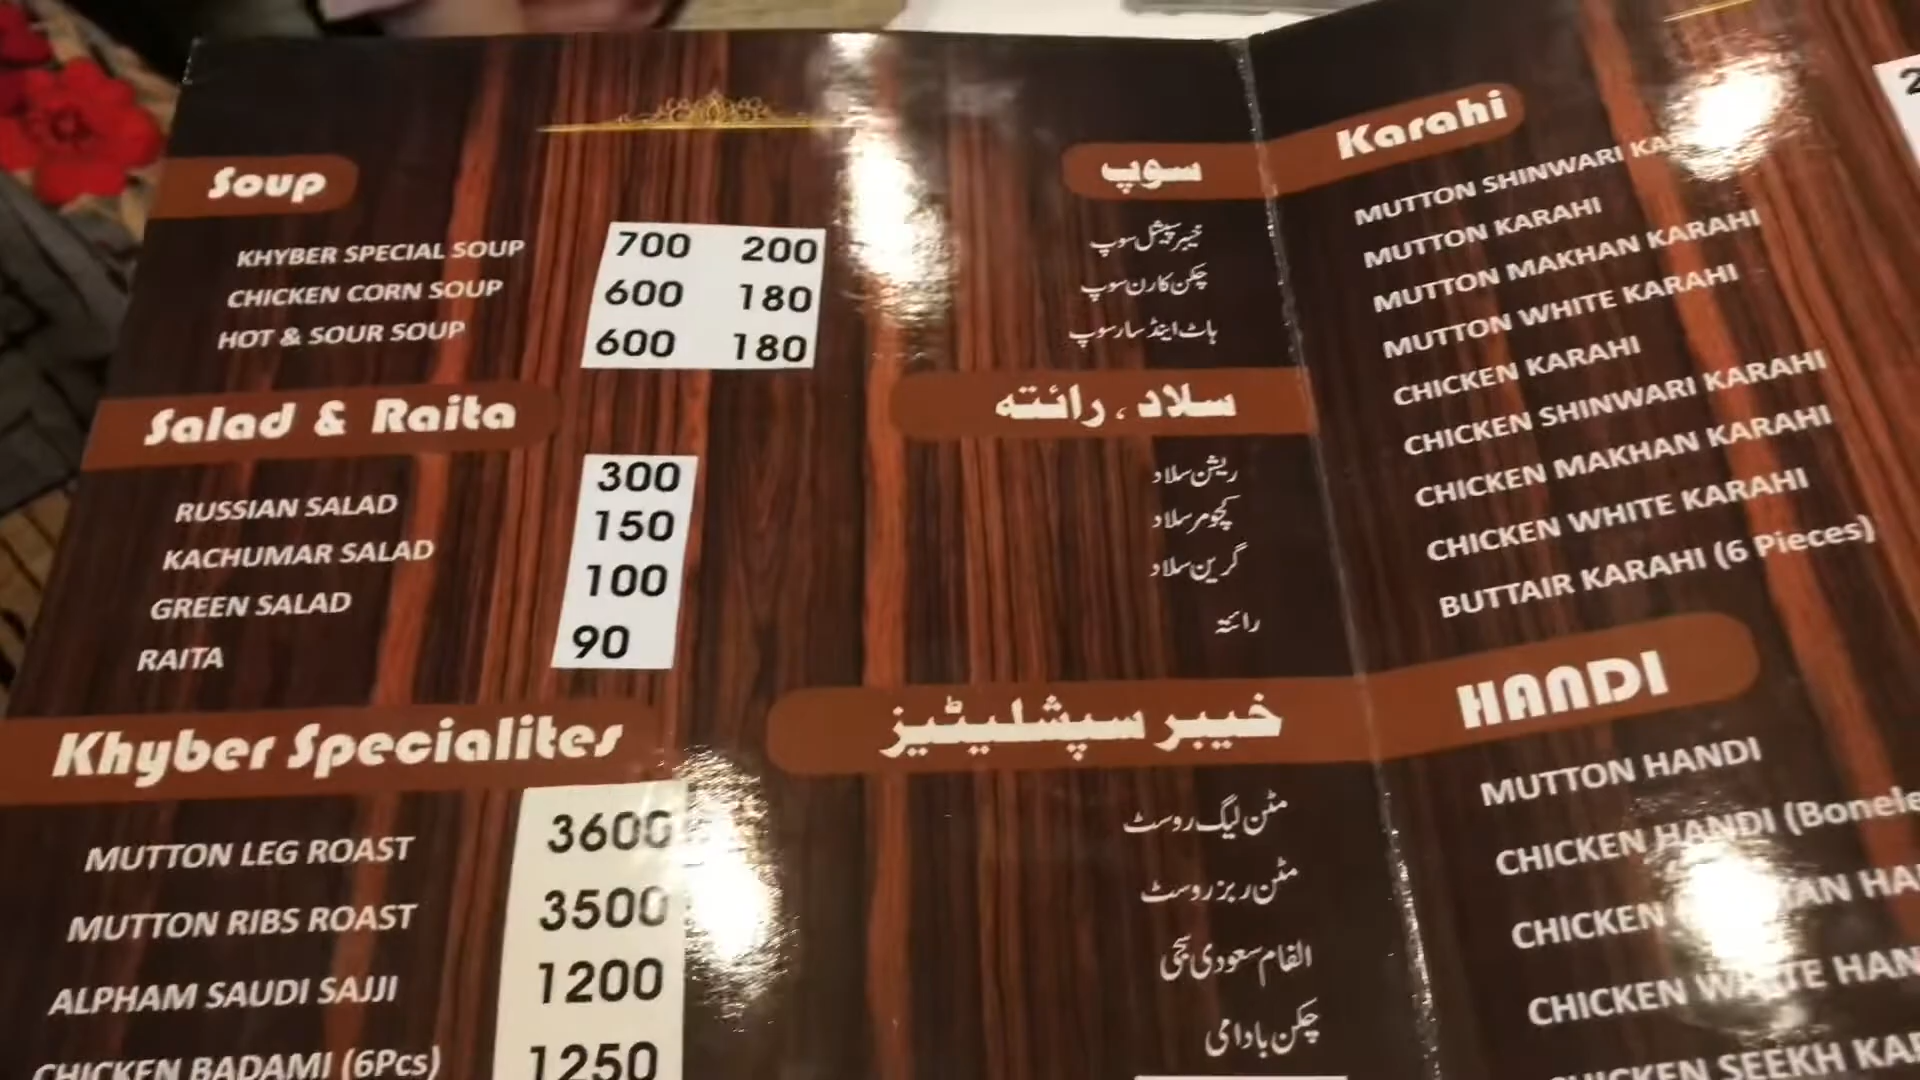 Soup سوپ
KHYBER SPECIAL SOUP 700 200 خیبر سپیشل سوپ
CHICKEN CORN SOUP 600 180 چکن کارن سوپ
HOT & SOUR SOUP 600 180 ہاٹ اینڈ سار سوپ
Salad & Raita سلاد ، رائتہ
RUSSIAN SALAD 300 ریشن سلاد
KACHUMAR SALAD 150 کچومر سلاد
GREEN SALAD 100 گرین سلاد
RAITA 90 رائتہ
Khyber Specialites خیبر سپشلیٹیز
MUTTON LEG ROAST 3600 مٹن لیگ روسٹ
MUTTON RIBS ROAST 3500 مٹن ربز روسٹ
ALPHAM SAUDI SAJJI 1200 الفام سعودی سجی
CHICKEN BADAMI (6Pcs) 1250 چکن بادامی
Karahi
MUTTON SHINWARI
MUTTON KARAHI
MUTTON MAKHAN KARAHI
MUTTON WHITE KARAHI
CHICKEN KARAHI
CHICKEN SHINWARI KARAHI
CHICKEN MAKHAN KARAHI
CHICKEN WHITE KARAHI
BUTTAIR KARAHI (6 Pieces)
HANDI
MUTTON HANDI
CHICKEN HANDI
CHICKEN
CHICKEN
CHICKEN SEEKH